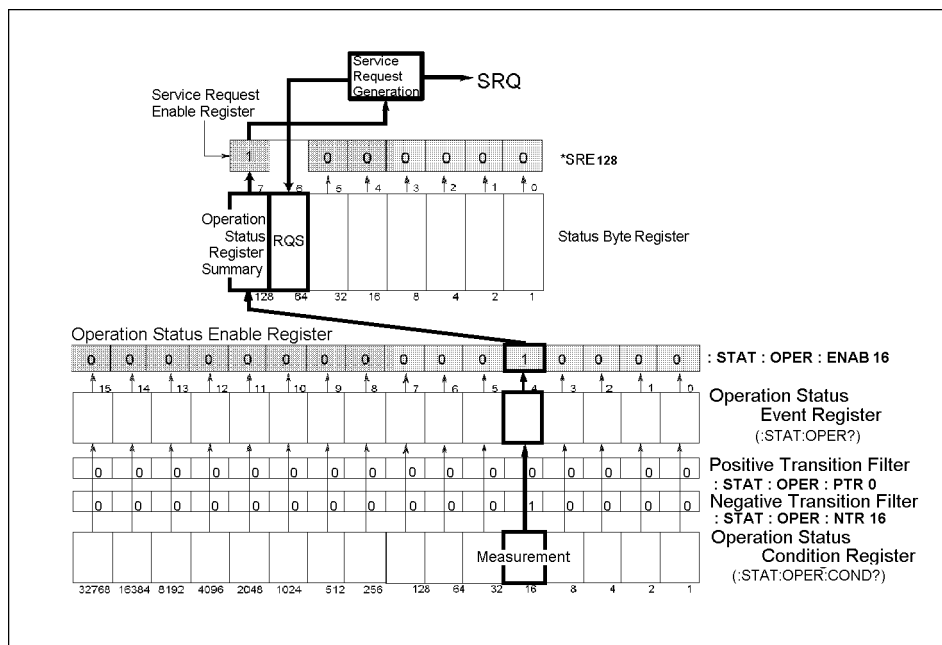 Service
Request
Generation
SRQ
Service Request
Enable Register
1 0 0 0 0 0 0
*SRE128
7 6 5 4 3 2 1 0
Operation
Status
Register
Summary
RQS
Status Byte Register
128 64 32 16 8 4 2 1
Operation Status Enable Register
0 0 0 0 0 0 0 0 0 0 0 1 0 0 0 0
: STAT : OPER : ENAB 16
15 14 13 12 11 10 9 8 7 6 5 4 3 2 1 0
Operation Status
Event Register
(:STAT:OPER?)
0 0 0 0 0 0 0 0 0 0 0 0 0 0 0 0
Positive Transition Filter
: STAT : OPER : PTR 0
0 0 0 0 0 0 0 0 0 0 0 1 0 0 0 0
Negative Transition Filter
: STAT : OPER : NTR 16
Operation Status
Condition Register
(:STAT:OPER:COND?)
Measurement
32768 16384 8192 4096 2048 1024 512 256 128 64 32 16 8 4 2 1